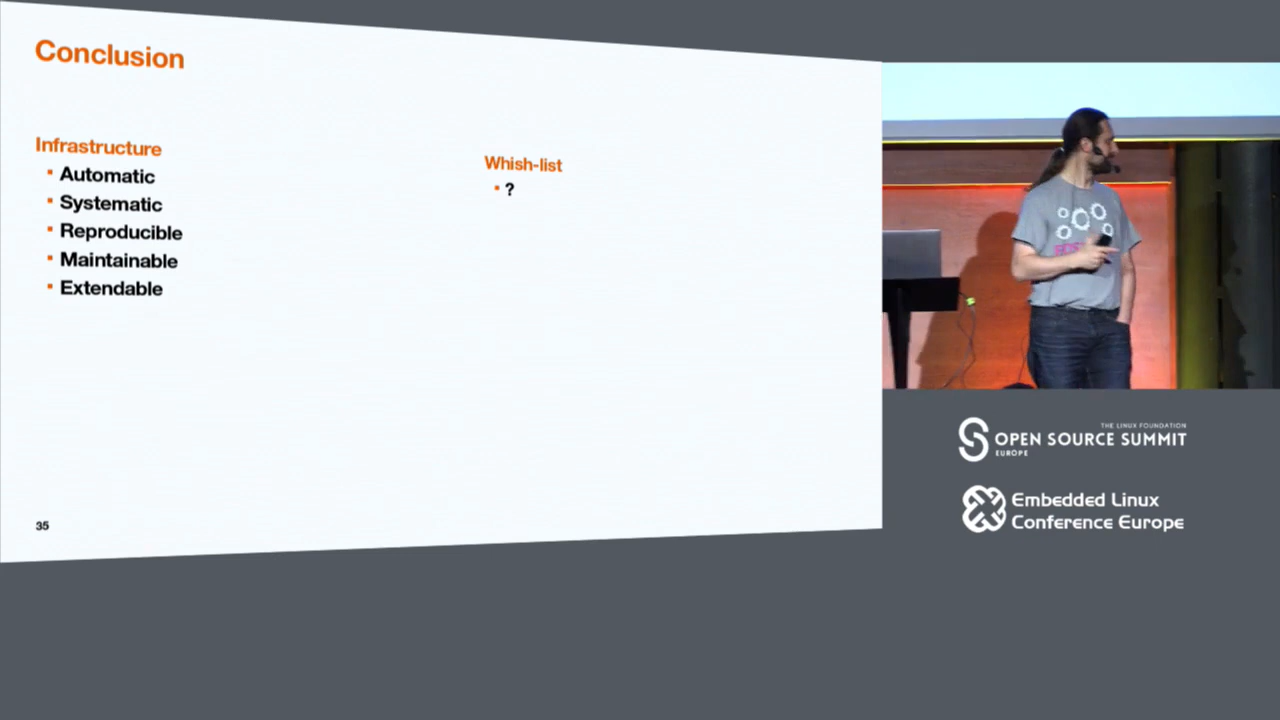 Conclusion
Infrastructure
▪ Automatic
▪ Systematic
▪ Reproducible
▪ Maintainable
▪ Extendable
Whish-list
▪ ?
35
THE LINUX FOUNDATION
OPEN SOURCE SUMMIT
EUROPE
Embedded Linux
Conference Europe